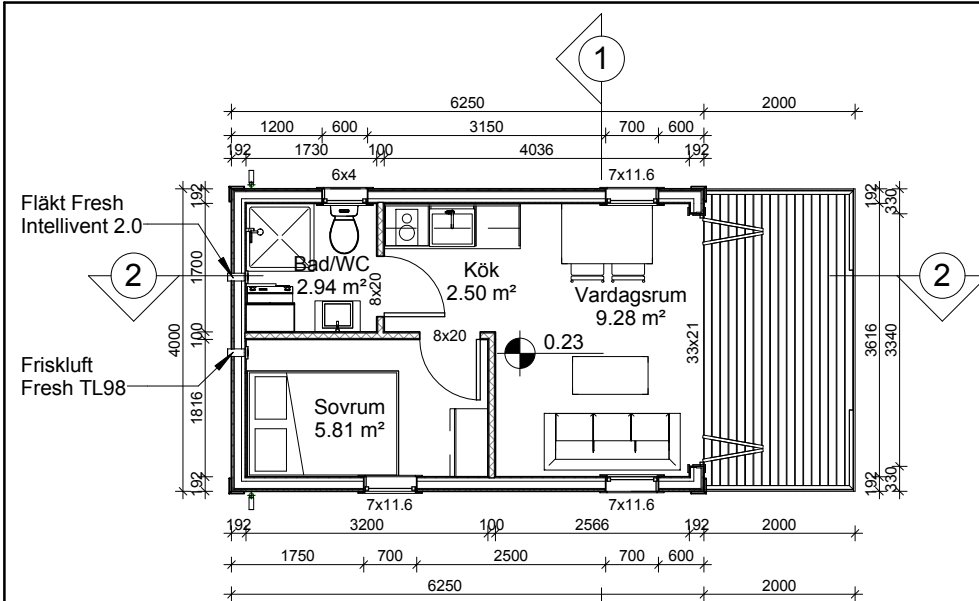 1
6250
2000
1200
600
3150
700
600
192
1730
100
4036
192
6x4
7x11.6
Fläkt Fresh
Intellivent 2.0
Friskluft
Fresh TL98
2
2
4000
192
1700
100
1816
192
Bad/WC
2.94 m²
8x20
Kök
2.50 m²
Vardagsrum
9.28 m²
8x20
0.23
33x21
Sovrum
5.81 m²
192
3616
192
330
3340
330
7x11.6
7x11.6
192
3200
100
2566
192
2000
1750
700
2500
700
600
6250
2000